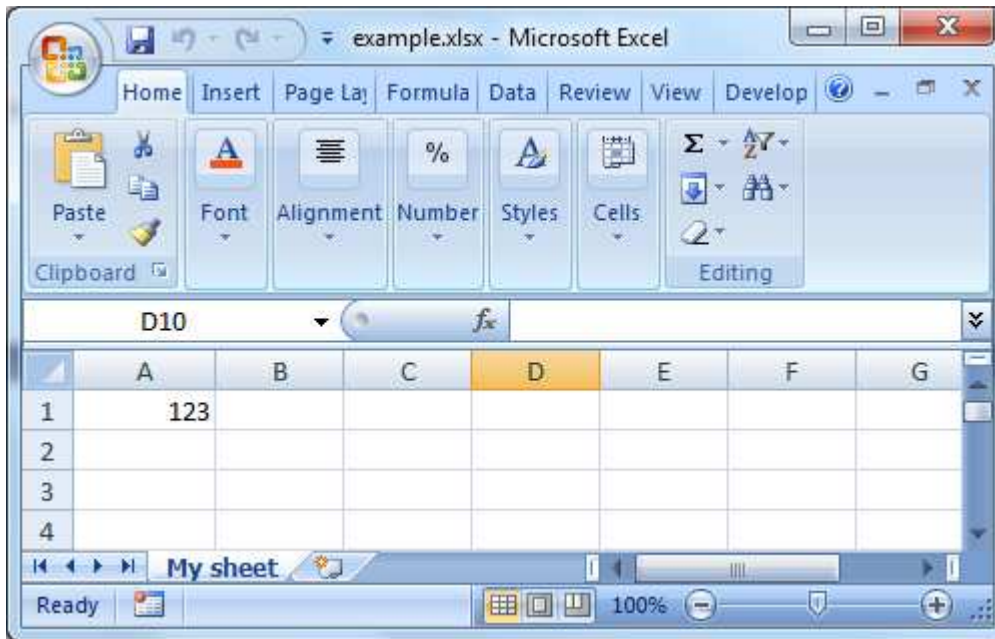 example.xlsx - Microsoft Excel
Home Insert Page Lay Formula Data Review View Develop
Paste Font Alignment Number Styles Cells Σ A Z
%
Clipboard Editing
D10 fx
A B C D E F G
1 123
2
3
4
My sheet
Ready 100%